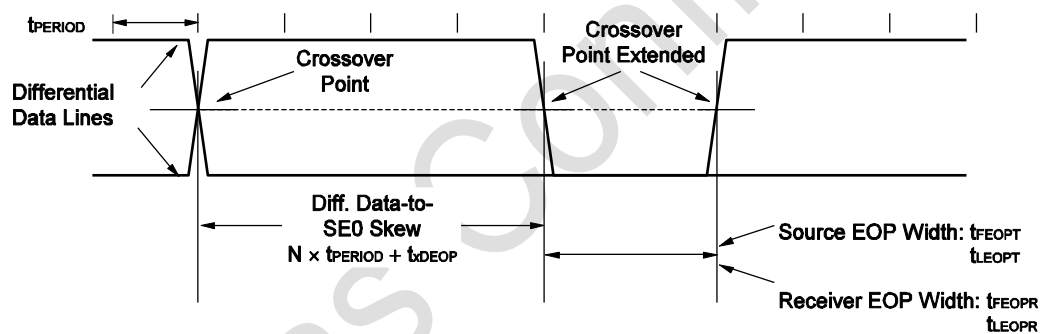 tPERIOD
Differential
Data Lines
Crossover
Point
Crossover
Point Extended
Diff. Data-to-
SE0 Skew
N × tPERIOD + txDEOP
Source EOP Width: tFEOPT
tLEOPT
Receiver EOP Width: tFEOPR
tLEOPR